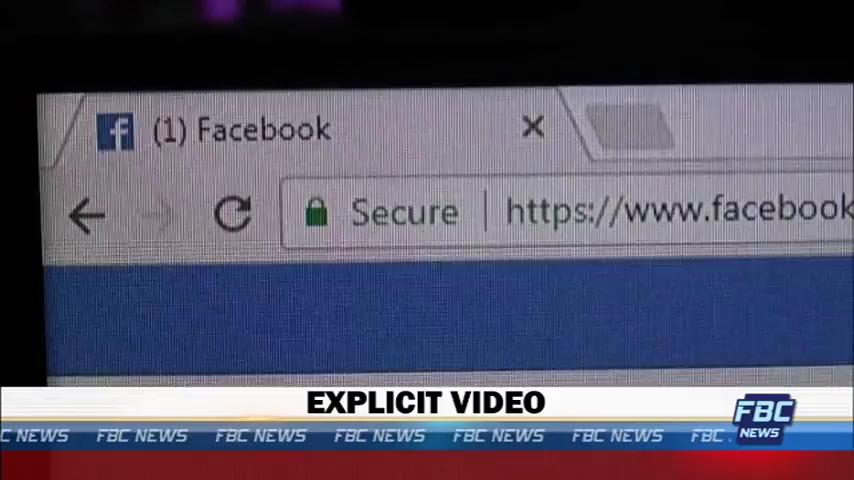 (1) Facebook
Secure
https://www.facebook
EXPLICIT VIDEO
FBC
NEWS
C NEWS FBC NEWS FBC NEWS FBC NEWS FBC NEWS FBC NEWS FBC